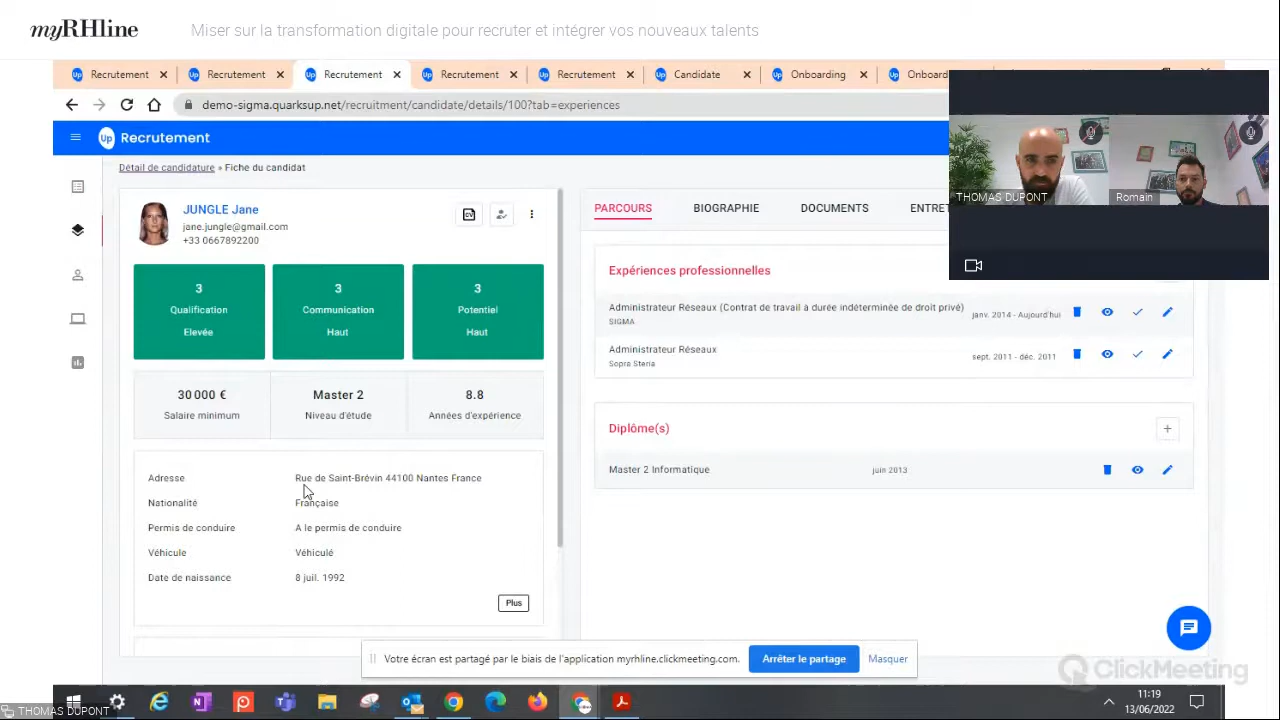 myRHline
Miser sur la transformation digitale pour recruter et intégrer vos nouveaux talents
Recrutement
Recrutement
Recrutement
Recrutement
Recrutement
Candidate
Onboarding
Onboard
demo-sigma.quarksup.net/recruitment/candidate/details/100?tab=experiences
Up Recrutement
Détail de candidature » Fiche du candidat
JUNGLE Jane
jane.jungle@gmail.com
+33 0667892200
CV
3
Qualification
Elevée
3
Communication
Haut
3
Potentiel
Haut
30 000 €
Salaire minimum
Master 2
Niveau d'étude
8.8
Années d'expérience
Adresse Rue de Saint-Brévin 44100 Nantes France
Nationalité Française
Permis de conduire A le permis de conduire
Véhicule Véhiculé
Date de naissance 8 juil. 1992
Plus
PARCOURS BIOGRAPHIE DOCUMENTS ENTRET
Expériences professionnelles
Administrateur Réseaux (Contrat de travail à durée indéterminée de droit privé)
SIGMA
janv. 2014 - Aujourd'hui
Administrateur Réseaux
Sopra Steria
sept. 2011 - déc. 2011
Diplôme(s)
Master 2 Informatique juin 2013
THOMAS DUPONT
Romain
Votre écran est partagé par le biais de l'application myrhline.clickmeeting.com. Arrêter le partage Masquer
ClickMeeting
THOMAS DUPONT
11:19
13/06/2022